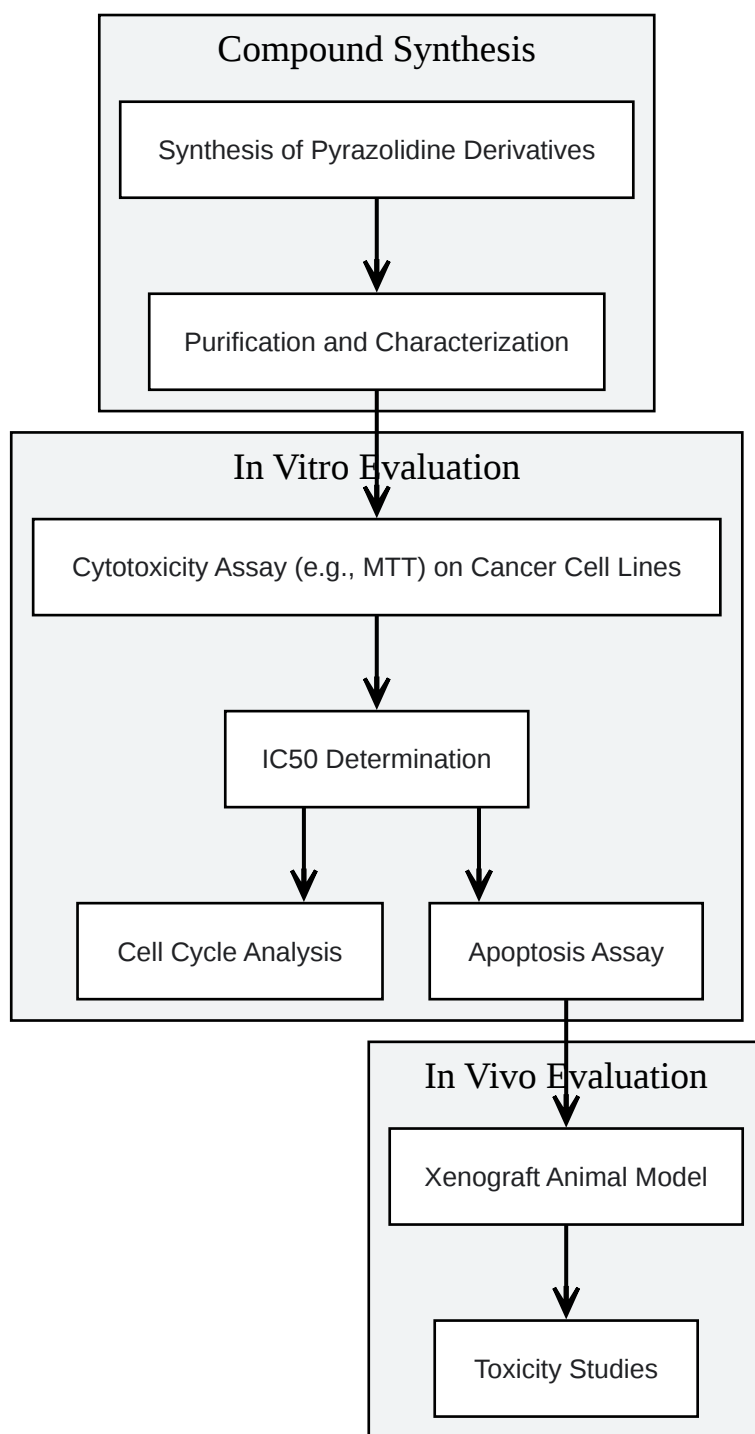 Compound Synthesis
Synthesis of Pyrazolidine Derivatives
Purification and Characterization
In Vitro Evaluation
Cytotoxicity Assay (e.g., MTT) on Cancer Cell Lines
IC50 Determination
Cell Cycle Analysis
Apoptosis Assay
In Vivo Evaluation
Xenograft Animal Model
Toxicity Studies